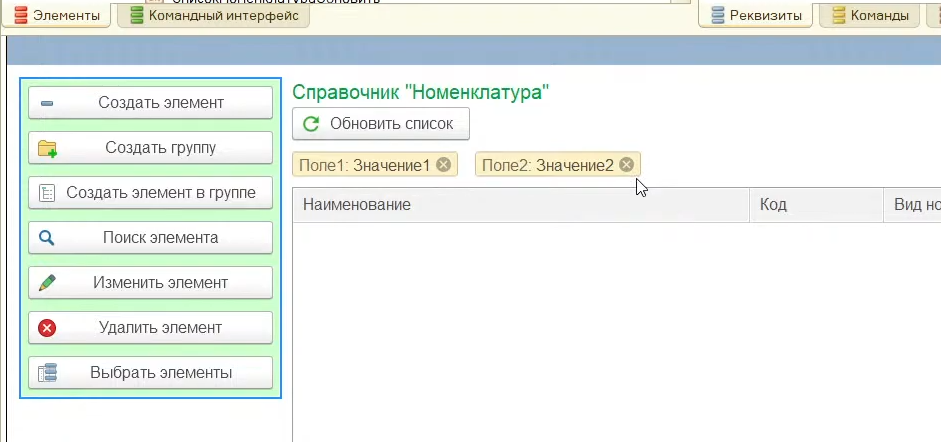 СписокНоменклатураОбновить
Элементы
Командный интерфейс
Реквизиты
Команды
Создать элемент
Создать группу
Создать элемент в группе
Поиск элемента
Изменить элемент
Удалить элемент
Выбрать элементы
Справочник "Номенклатура"
Обновить список
Поле1: Значение1
Поле2: Значение2
Наименование
Код
Вид но